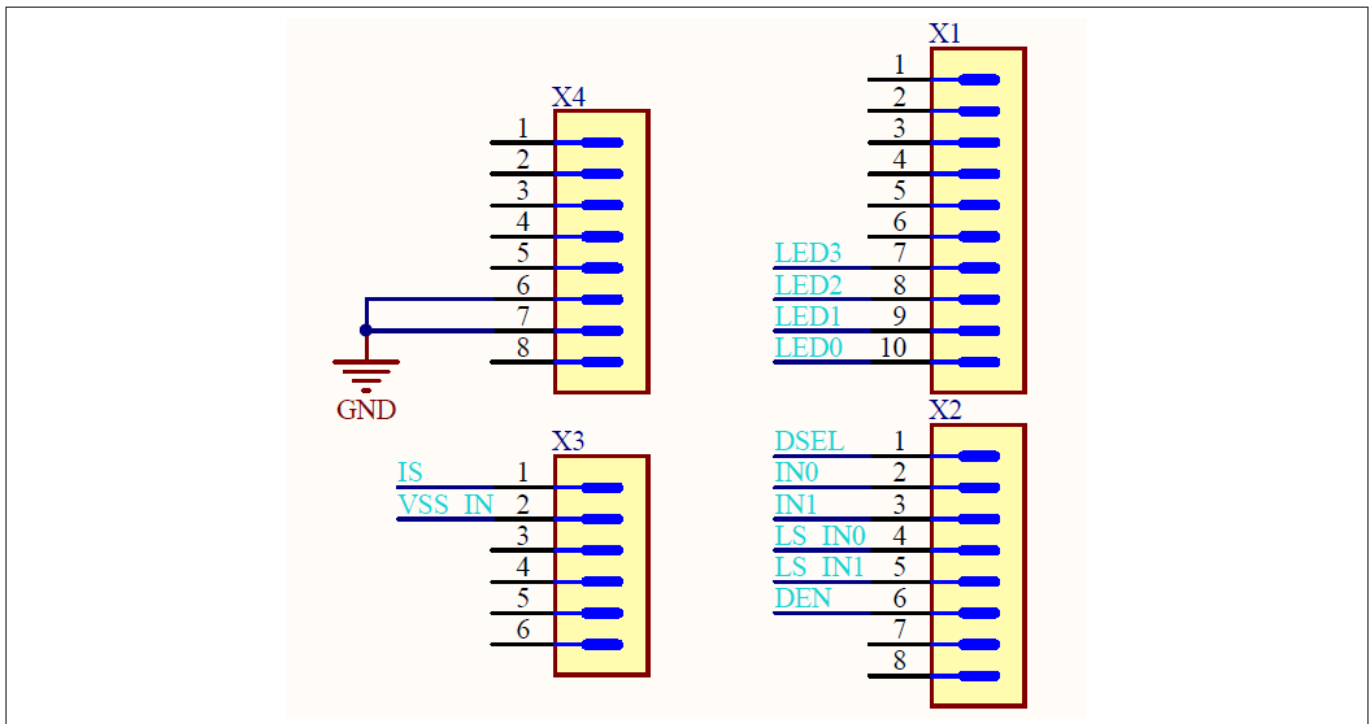 X4
1
2
3
4
5
6
7
8
GND
X1
1
2
3
4
5
6
LED3 7
LED2 8
LED1 9
LED0 10
X3
IS 1
VSS_IN 2
3
4
5
6
X2
DSEL 1
IN0 2
IN1 3
LS_IN0 4
LS_IN1 5
DEN 6
7
8